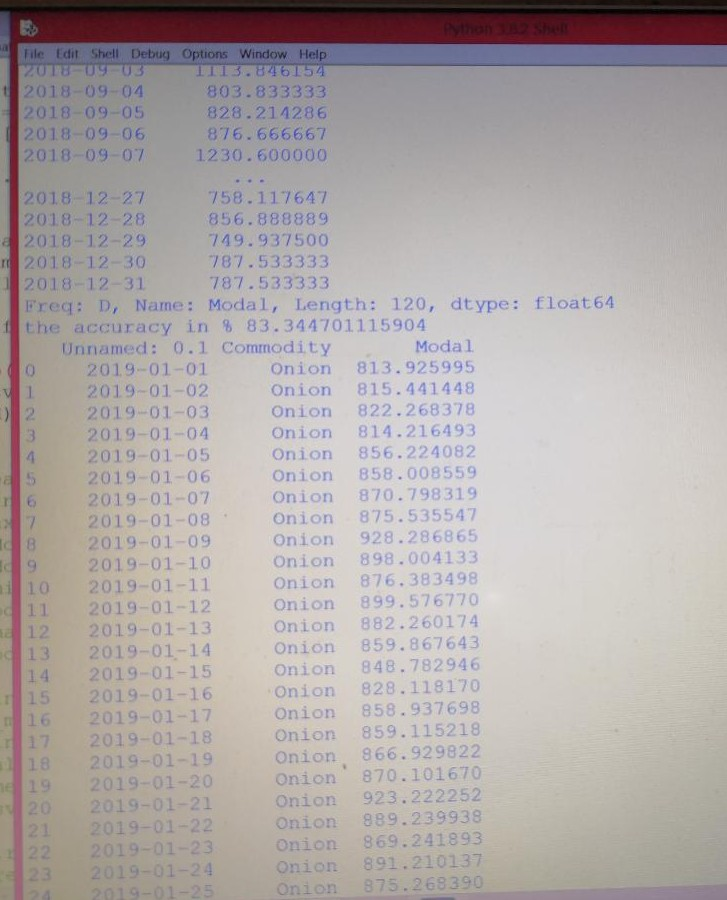 Python 3.6.2 Shell
File Edit Shell Debug Options Window Help
2018-09-03 1113.846154
2018-09-04 803.833333
2018-09-05 828.214286
2018-09-06 876.666667
2018-09-07 1230.600000
...
2018-12-27 758.117647
2018-12-28 856.888889
2018-12-29 749.937500
2018-12-30 787.533333
2018-12-31 787.533333
Freq: D, Name: Modal, Length: 120, dtype: float64
the accuracy in % 83.344701115904
Unnamed: 0.1 Commodity Modal
0 2019-01-01 Onion 813.925995
1 2019-01-02 Onion 815.441448
2 2019-01-03 Onion 822.268378
3 2019-01-04 Onion 814.216493
4 2019-01-05 Onion 856.224082
5 2019-01-06 Onion 858.008559
6 2019-01-07 Onion 870.798319
7 2019-01-08 Onion 875.535547
8 2019-01-09 Onion 928.286865
9 2019-01-10 Onion 898.004133
10 2019-01-11 Onion 876.383498
11 2019-01-12 Onion 899.576770
12 2019-01-13 Onion 882.260174
13 2019-01-14 Onion 859.867643
14 2019-01-15 Onion 848.782946
15 2019-01-16 Onion 828.118170
16 2019-01-17 Onion 858.937698
17 2019-01-18 Onion 859.115218
18 2019-01-19 Onion 866.929822
19 2019-01-20 Onion 870.101670
20 2019-01-21 Onion 923.222252
21 2019-01-22 Onion 889.239938
22 2019-01-23 Onion 869.241893
23 2019-01-24 Onion 891.210137
24 2019-01-25 Onion 875.268390